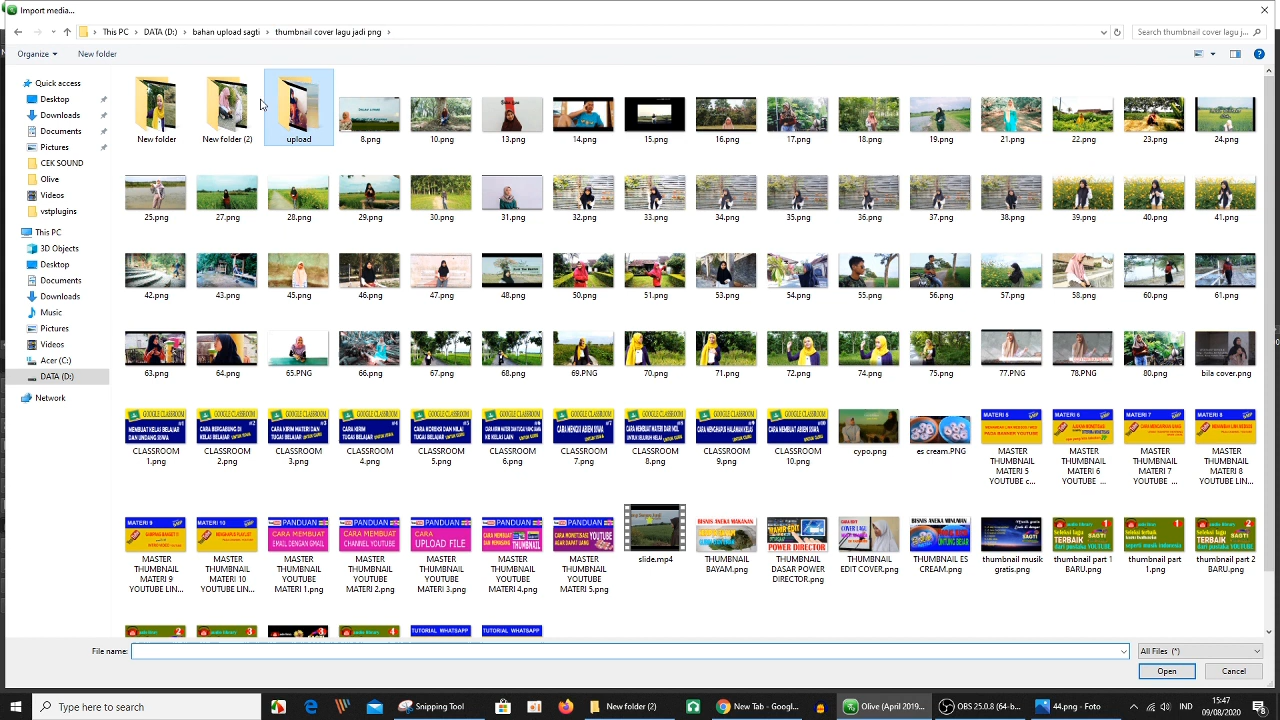 Import media...
This PC > DATA (D:) > bahan upload sagti > thumbnail cover lagu jadi png >
Search thumbnail cover lagu j...
Organize
New folder
Quick access
Desktop
Downloads
Documents
Pictures
CEK SOUND
Olive
Videos
vstplugins
This PC
3D Objects
Desktop
Documents
Downloads
Music
Pictures
Videos
Acer (C:)
DATA (D:)
Network
New folder
New folder (2)
upload
8.png
10.png
13.png
14.png
15.png
16.png
17.png
18.png
19.png
21.png
22.png
23.png
24.png
25.png
27.png
28.png
29.png
30.png
31.png
32.png
33.png
34.png
35.png
36.png
37.png
38.png
39.png
40.png
41.png
42.png
43.png
45.png
46.png
47.png
48.png
50.png
51.png
53.png
54.png
55.png
56.png
57.png
58.png
60.png
61.png
63.png
64.png
65.PNG
66.png
67.png
68.png
69.PNG
70.png
71.png
72.png
74.png
75.png
77.PNG
78.PNG
80.png
bila cover.png
CLASSROOM
1.png
CLASSROOM
2.png
CLASSROOM
3.png
CLASSROOM
4.png
CLASSROOM
5.png
CLASSROOM
6.png
CLASSROOM
7.png
CLASSROOM
8.png
CLASSROOM
9.png
CLASSROOM
10.png
cypo.png
es cream.PNG
MASTER
THUMBNAIL
MATERI 5
YOUTUBE c...
MASTER
THUMBNAIL
MATERI 6
YOUTUBE ...
MASTER
THUMBNAIL
MATERI 7
YOUTUBE ...
MASTER
THUMBNAIL
MATERI 8
YOUTUBE LIN...
MASTER
THUMBNAIL
MATERI 9
YOUTUBE LIN...
MASTER
THUMBNAIL
MATERI 10
YOUTUBE LIN...
MASTER
THUMBNAIL
YOUTUBE
MATERI 1.png
MASTER
THUMBNAIL
YOUTUBE
MATERI 2.png
MASTER
THUMBNAIL
YOUTUBE
MATERI 3.png
MASTER
THUMBNAIL
YOUTUBE
MATERI 4.png
MASTER
THUMBNAIL
YOUTUBE
MATERI 5.png
slide.mp4
THUMBNAIL
BAYAM.png
THUMBNAIL
DASAR POWER
DIRECTOR.png
THUMBNAIL
EDIT COVER.png
THUMBNAIL ES
CREAM.png
thumbnail musik
gratis.png
thumbnail part 1
BARU.png
thumbnail part
1.png
thumbnail part 2
BARU.png
TUTORIAL WHATSAPP
TUTORIAL WHATSAPP
File name:
All Files (*)
Open
Cancel
Type here to search
Snipping Tool
New folder (2)
New Tab - Googl...
Olive (April 2019...
OBS 25.0.8 (64-b...
44.png - Foto
IND
15:47
09/08/2020